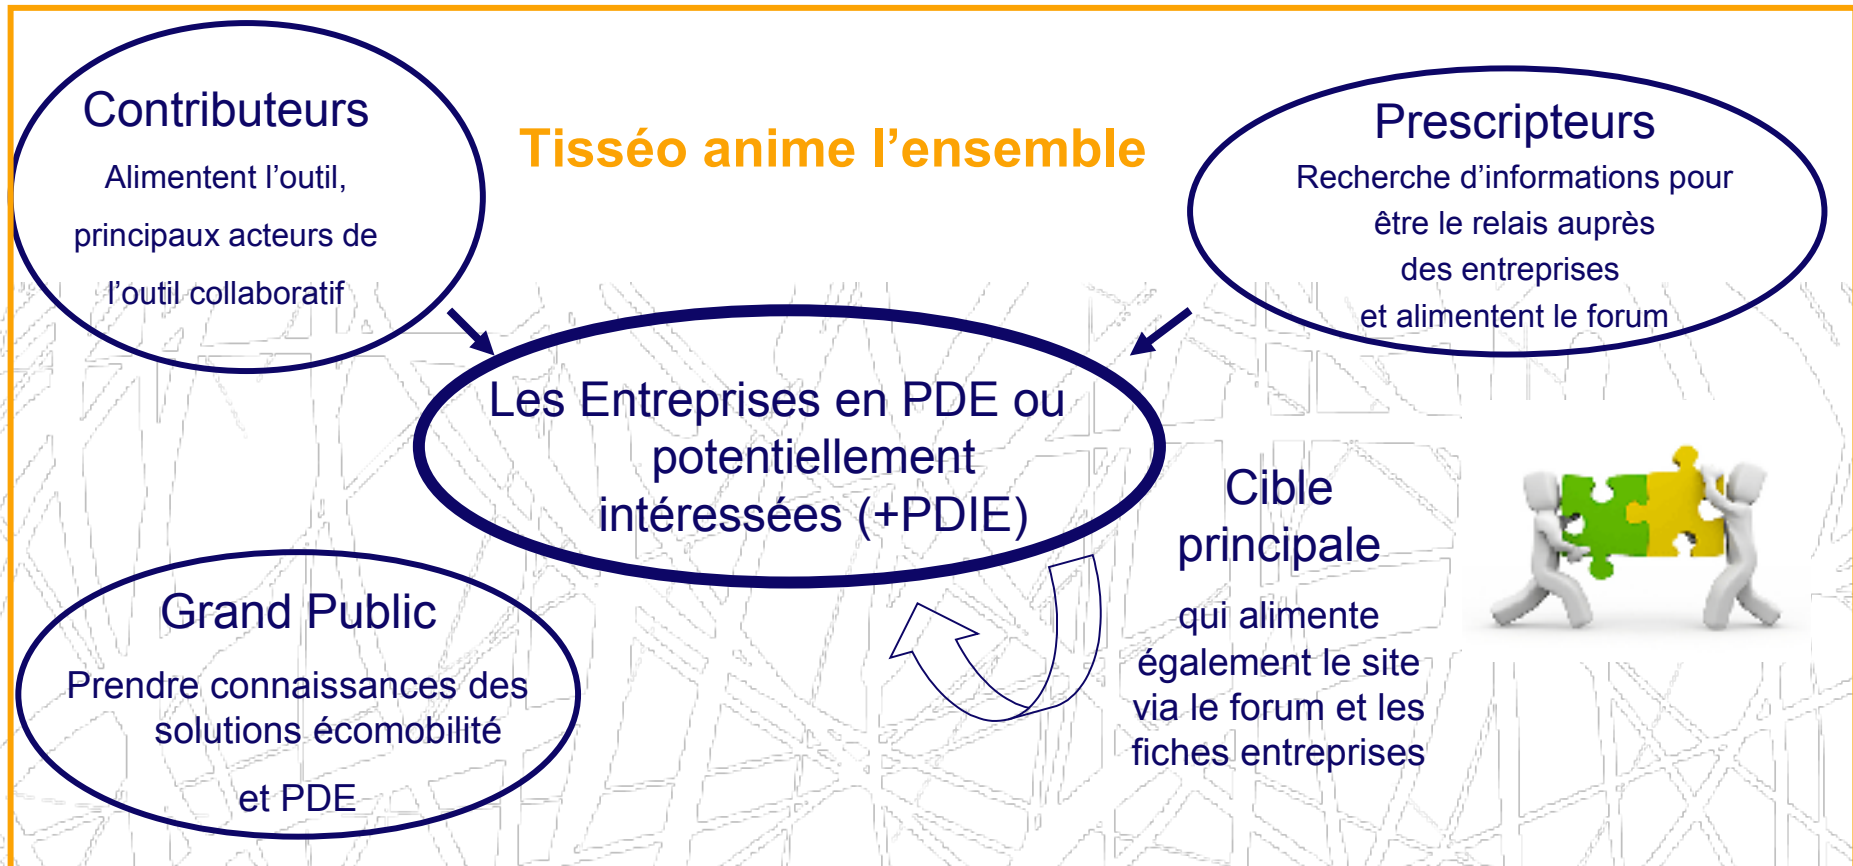 Contributeurs
Alimentent l’outil,
principaux acteurs de
l’outil collaboratif
Tisséo anime l’ensemble
Prescripteurs
Recherche d’informations pour
être le relais auprès
des entreprises
et alimentent le forum
Les Entreprises en PDE ou
potentiellement
intéressées (+PDIE)
Cible
principale
qui alimente
également le site
via le forum et les
fiches entreprises
Grand Public
Prendre connaissances des
solutions écomobilité
et PDE